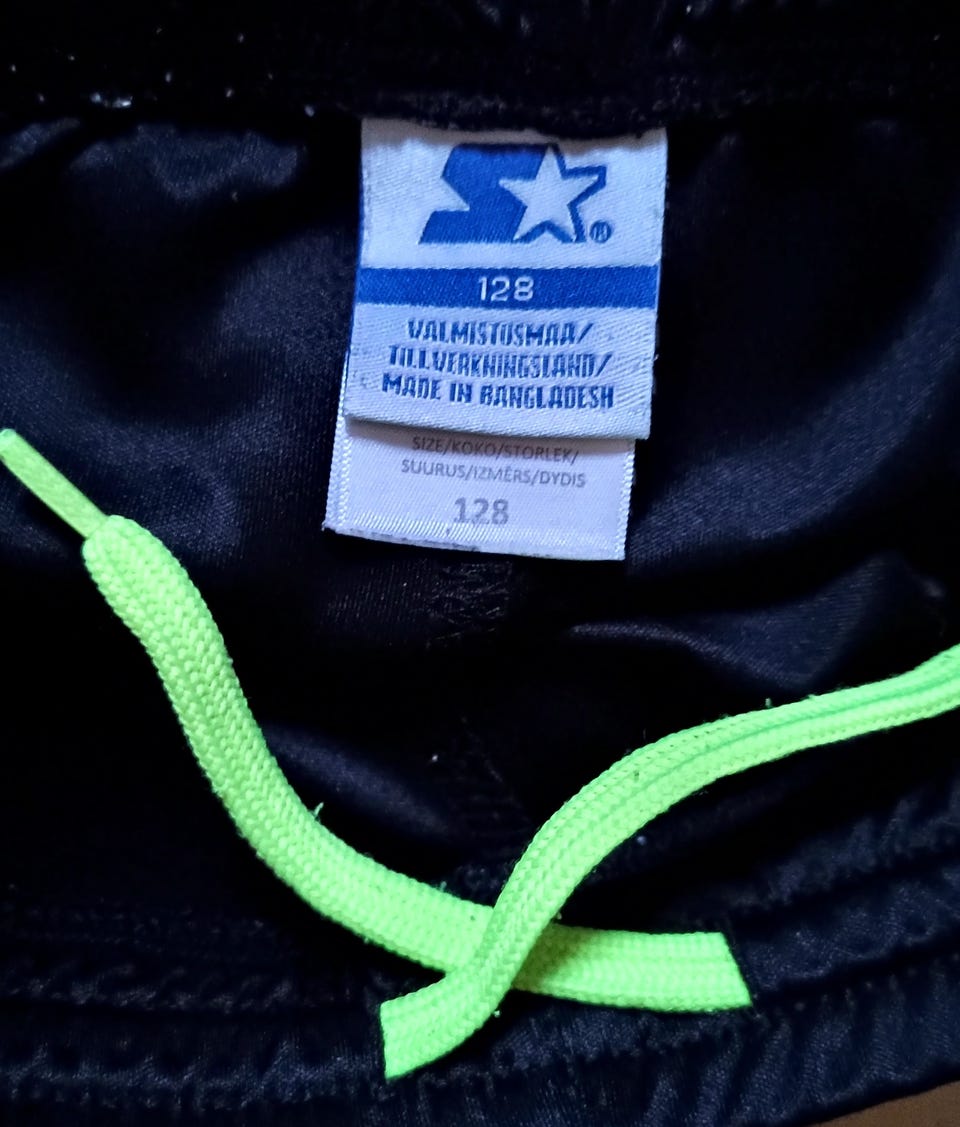 ®
128
VALMISTUSMAA/
TILLVERKNINGSLAND/
MADE IN BANGLADESH
SIZE/KOKO/STORLEK/
SUURUS/IZMĒRS/DYDIS
128